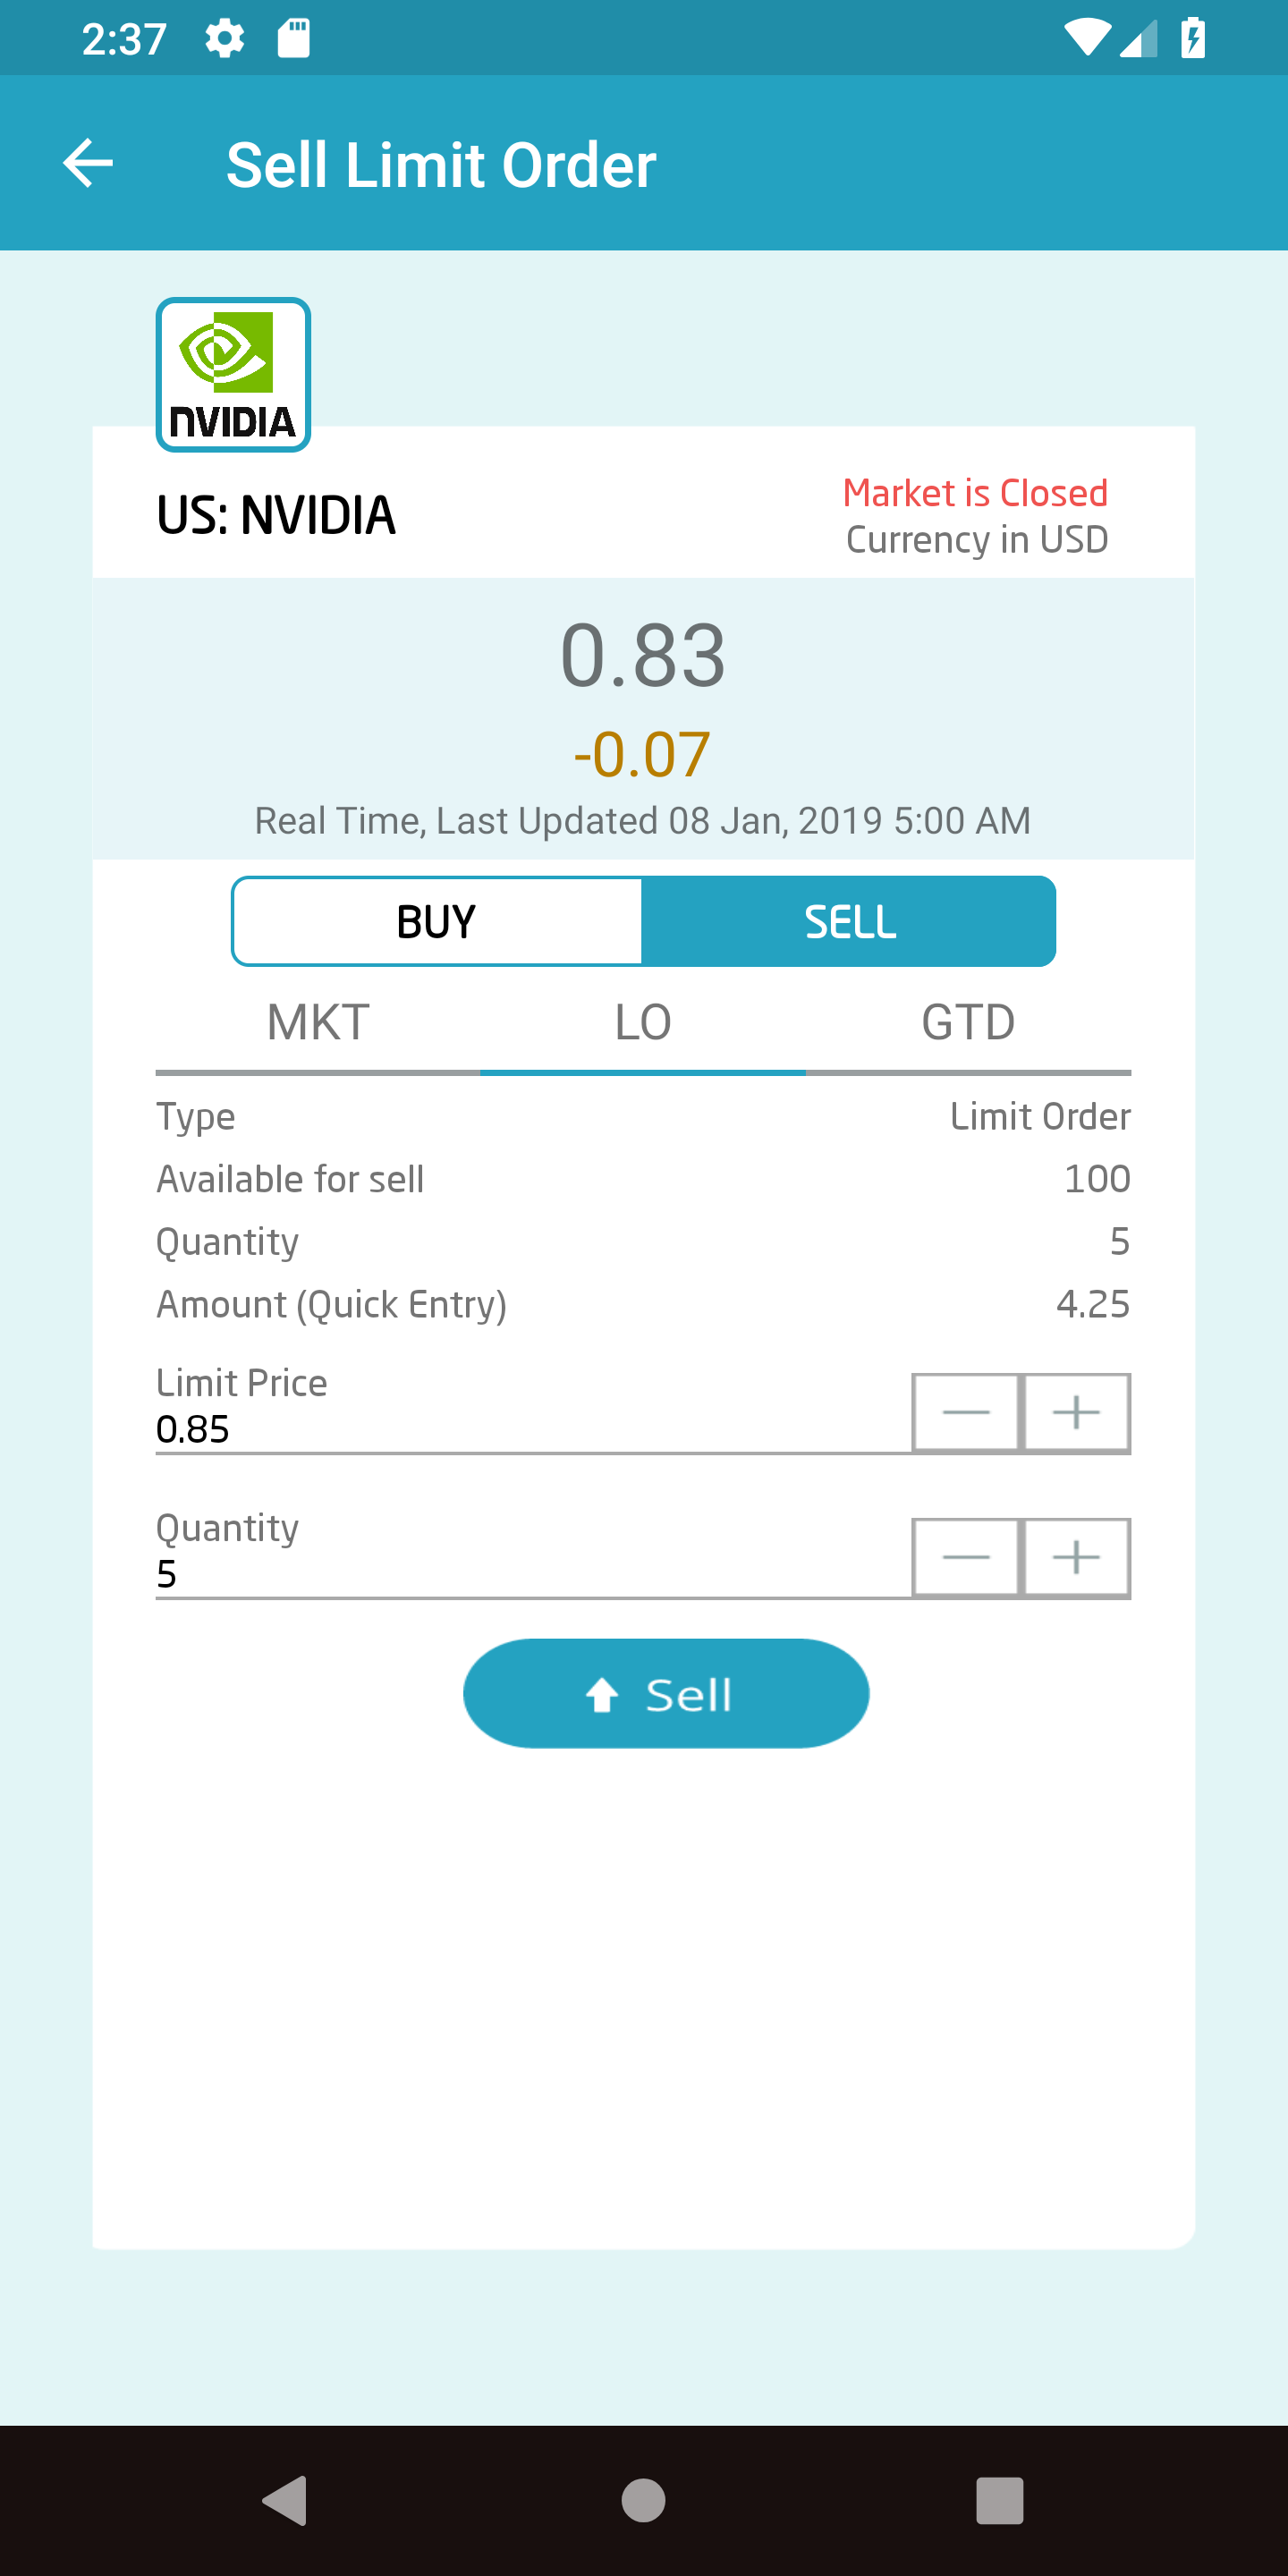 2:37
Sell Limit Order
NVIDIA
US: NVIDIA
Market is Closed
Currency in USD
0.83
-0.07
Real Time, Last Updated 08 Jan, 2019 5:00 AM
BUY SELL
MKT LO GTD
Type Limit Order
Available for sell 100
Quantity 5
Amount (Quick Entry) 4.25
Limit Price
0.85
Quantity
5
Sell